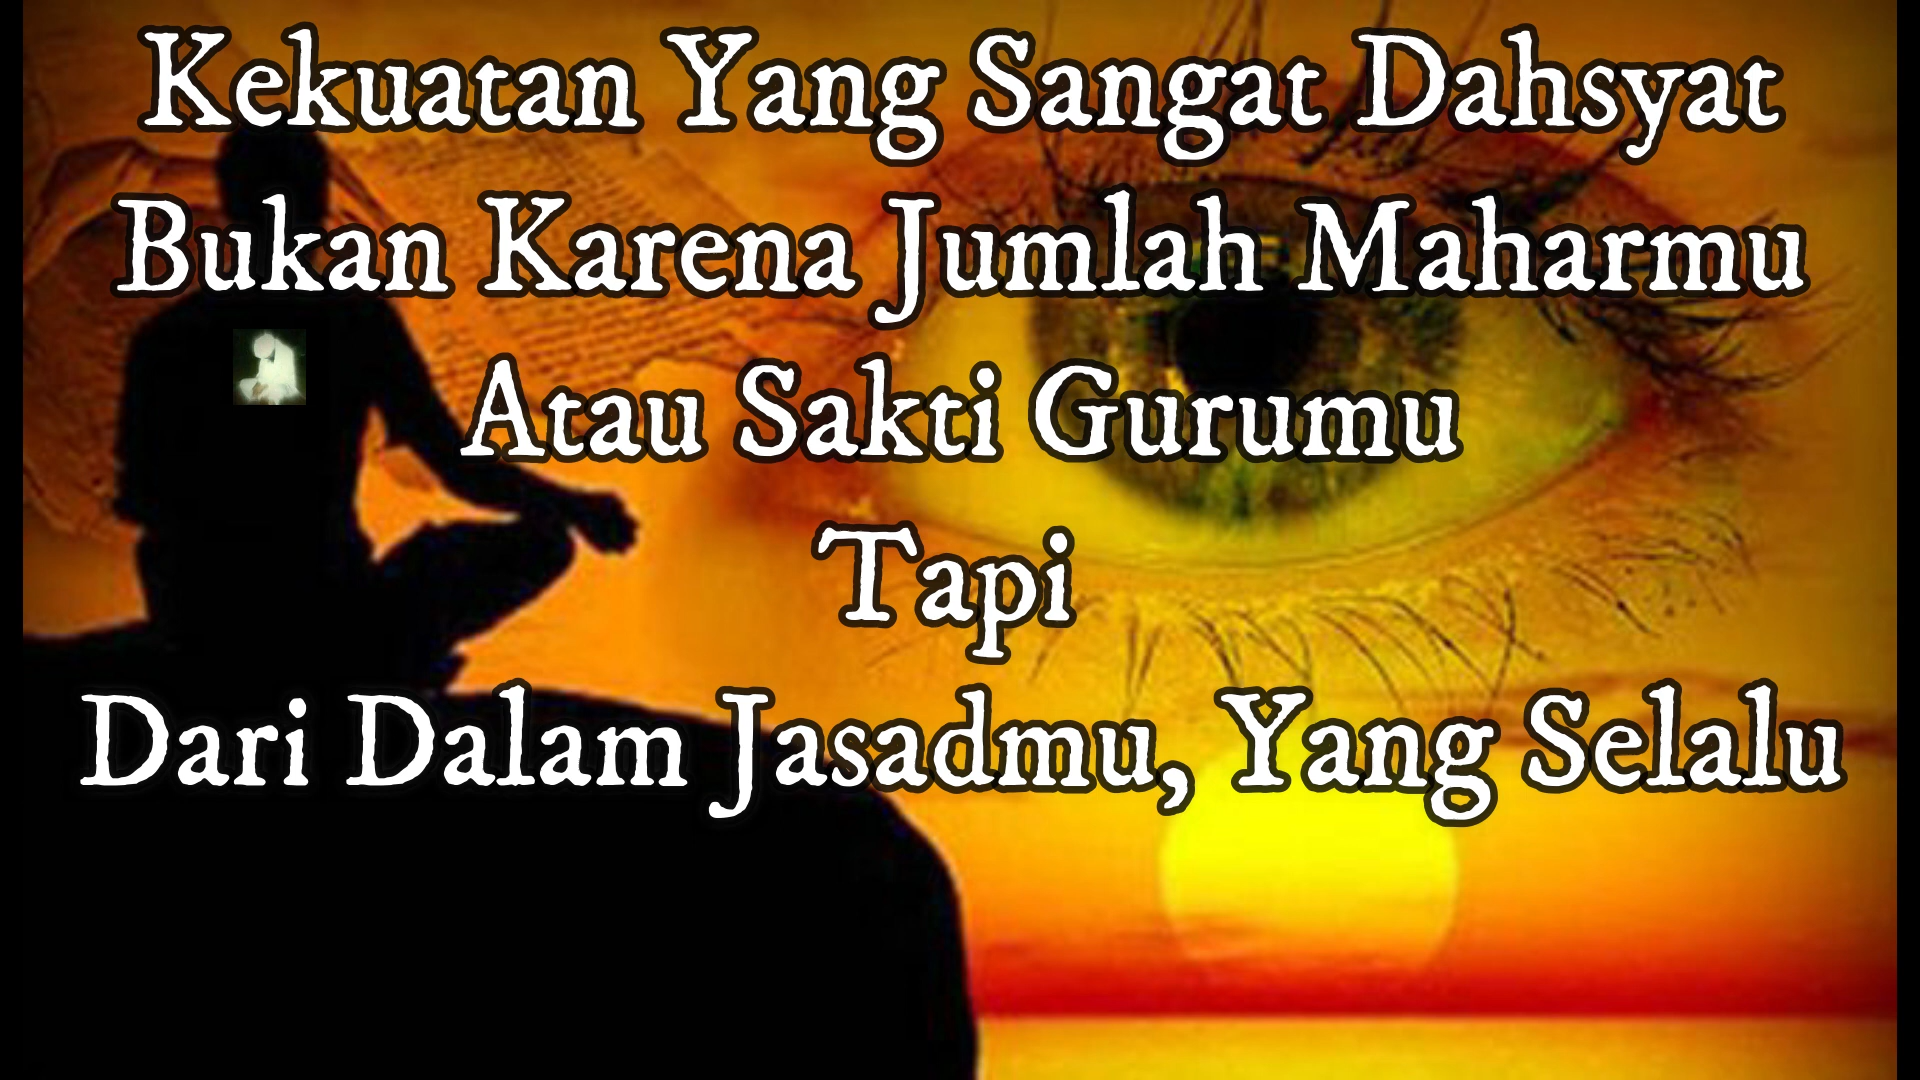 Kekuatan Yang Sangat Dahsyat
Bukan Karena Jumlah Maharmu
Atau Sakti Gurumu
Tapi
Dari Dalam Jasadmu, Yang Selalu